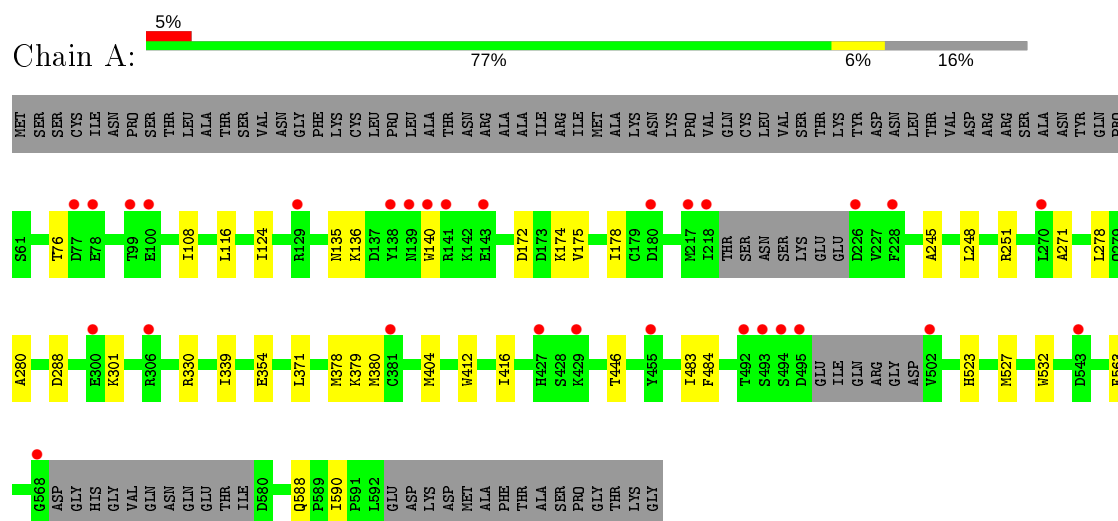 5%
Chain A:
77% 6% 16%
MET SER SER CYS ILE ASN PRO SER THR LEU ALA THR SER VAL ASN GLY PHE LYS CYS LEU PRO LEU ALA THR ASN ARG ALA ALA ILE ARG ILE MET ALA LYS ASN LYS PRO VAL GLN CYS LEU VAL SER THR LYS TYR ASP ASN LEU THR VAL ASP ARG ARG SER ALA ASN TYR GLN PRO
S61 T76 D77 E78 T99 E100 I108 L116 I124 R129 N135 K136 D137 Y138 N139 W140 R141 K142 E143 D172 D173 K174 V175 I178 C179 D180 M217 I218 THR SER ASN SER LYS GLU GLU D226 V227 F228 A245 L248 R251 L270 A271 L278
A280 D288 E300 K301 R306 R330 I339 E354 L371 M378 K379 M380 C381 M404 W412 I416 H427 S428 K429 T446 Y455 I483 F484 T492 S493 S494 D495 GLU ILE GLN ARG GLY ASP V502 H523 M527 W532 D543
G568 ASP GLY HIS GLY VAL GLN ASN GLN GLU THR ILE D580 Q588 P589 I590 P591 L592 GLU ASP LYS ASP MET ALA PHE THR ALA SER PRO GLY THR LYS GLY